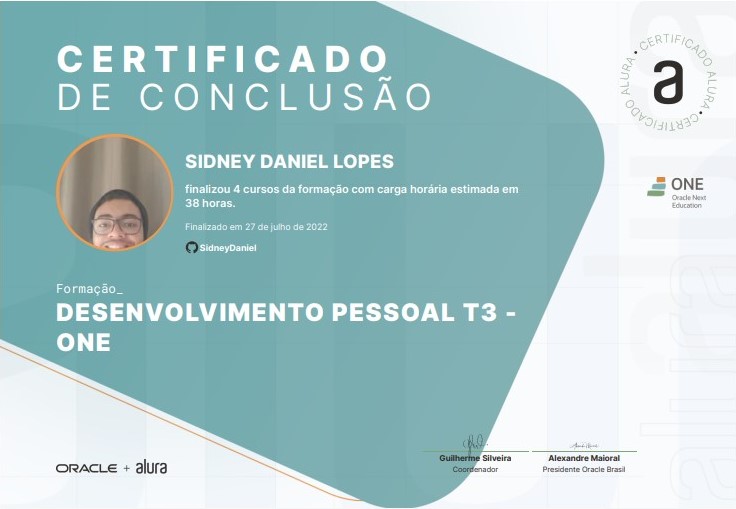 CERTIFICADO
DE CONCLUSÃO
CERTIFICADO ALURA • CERTIFICADO ALURA •
a
SIDNEY DANIEL LOPES
finalizou 4 cursos da formação com carga horária estimada em
38 horas.
Finalizado em 27 de julho de 2022
SidneyDaniel
ONE
Oracle Next
Education
Formação_
DESENVOLVIMENTO PESSOAL T3 -
ONE
ORACLE + alura
Guilherme Silveira
Coordenador
Alexandre Maioral
Presidente Oracle Brasil
alura